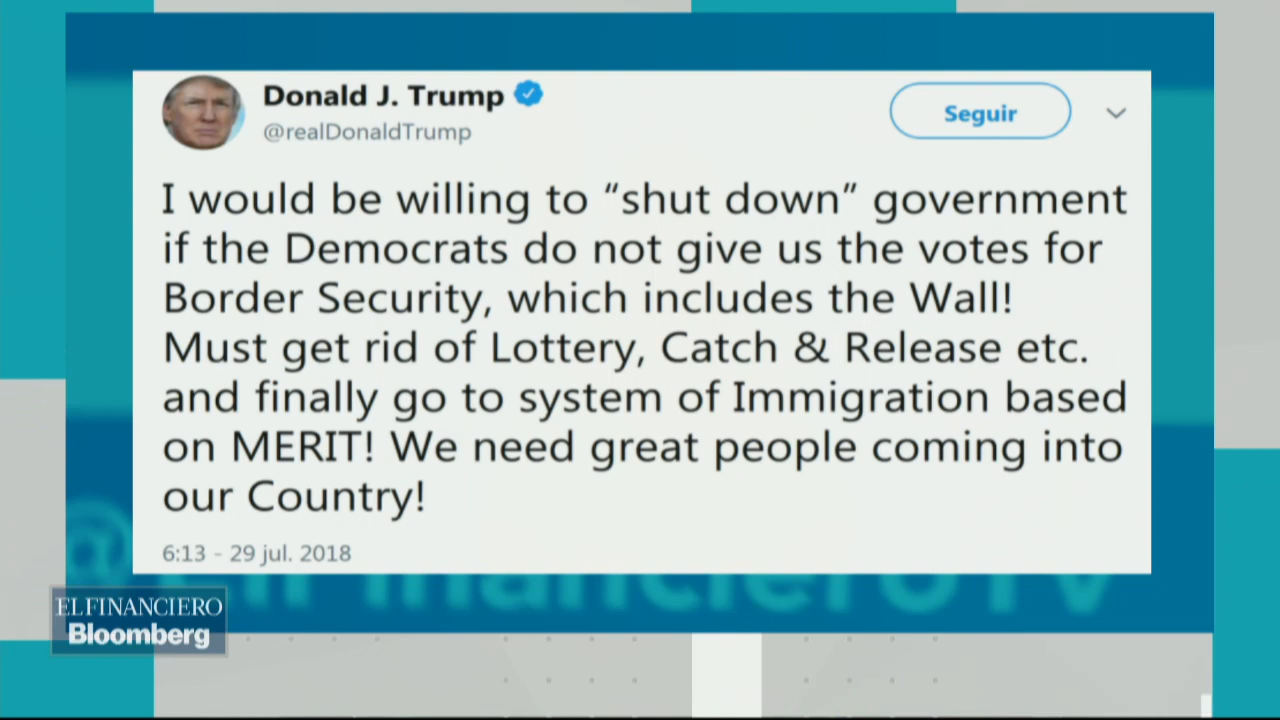 Donald J. Trump
@realDonaldTrump
Seguir
I would be willing to “shut down” government
if the Democrats do not give us the votes for
Border Security, which includes the Wall!
Must get rid of Lottery, Catch & Release etc.
and finally go to system of Immigration based
on MERIT! We need great people coming into
our Country!
6:13 - 29 jul. 2018
@ElFinancieroTV
EL FINANCIERO
Bloomberg